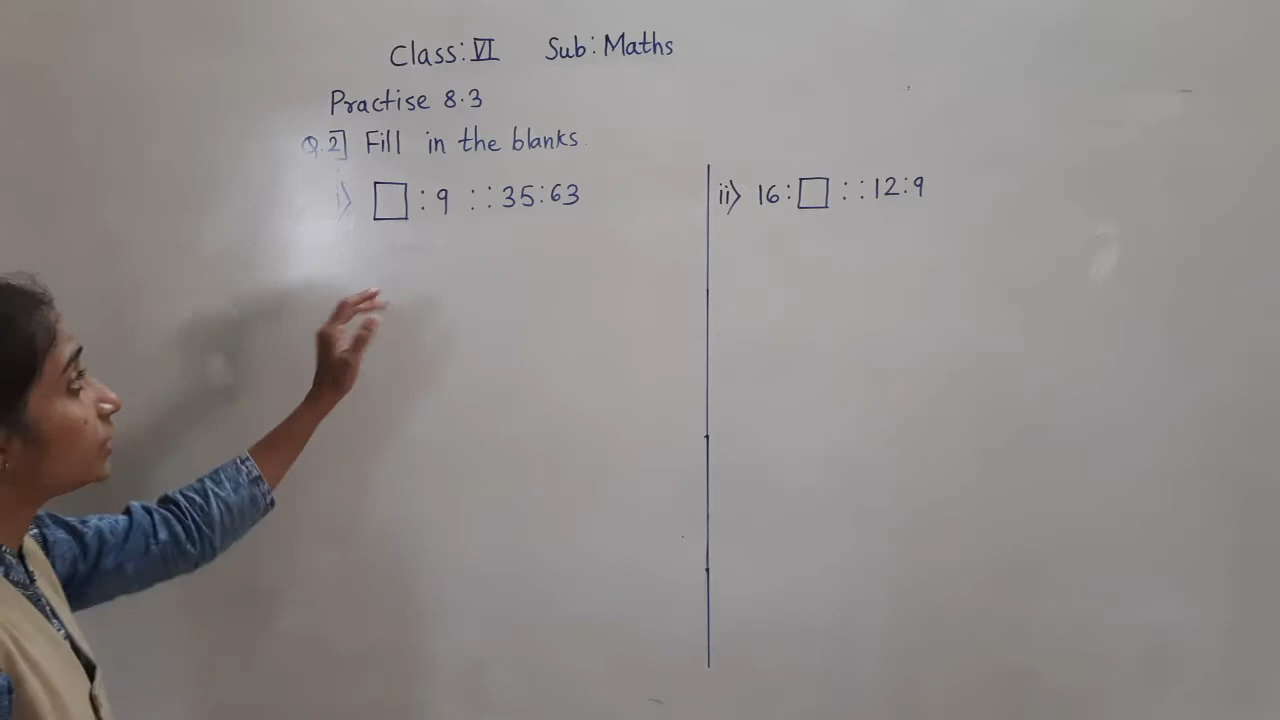 Class: VI Sub: Maths
Practise 8.3
Q.2] Fill in the blanks.
i) □ : 9 :: 35:63
ii) 16: □ :: 12:9